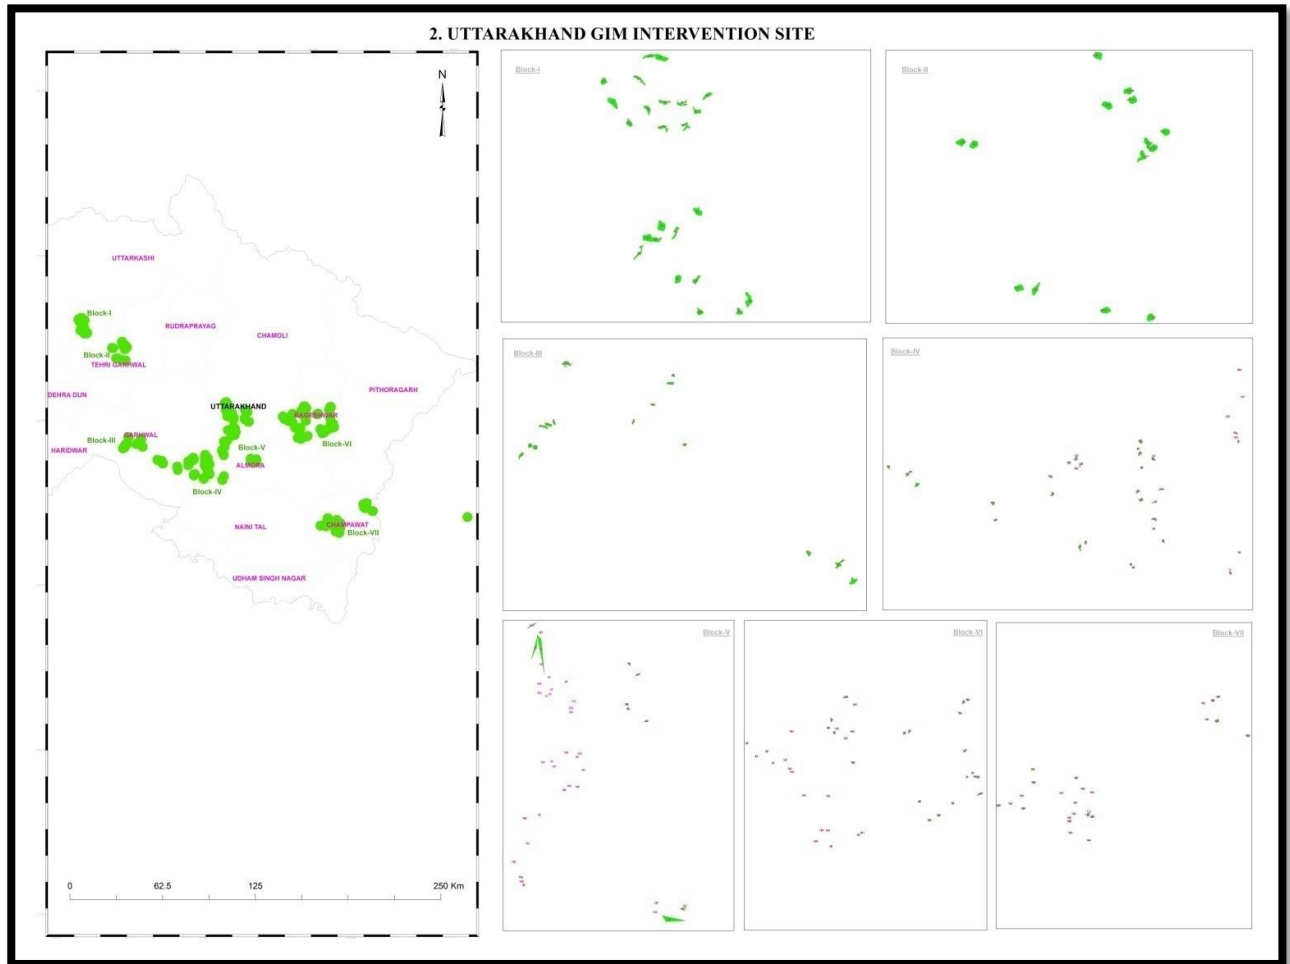 2. UTTARAKHAND GIM INTERVENTION SITE
N
UTTARKASHI
Block-I
RUDRAPRAYAG
CHAMOLI
Block-II
TEHRI GARHWAL
PITHORAGARH
DEHRA DUN
UTTARAKHAND
BAGESHWAR
GARHWAL
Block-III
Block-VI
HARIDWAR
Block-V
ALMORA
Block-IV
NAINI TAL
CHAMPAWAT
Block-VII
UDHAM SINGH NAGAR
0 62.5 125 250 Km
Block-I
Block-II
Block-III
Block-IV
Block-V
Block-VI
Block-VII